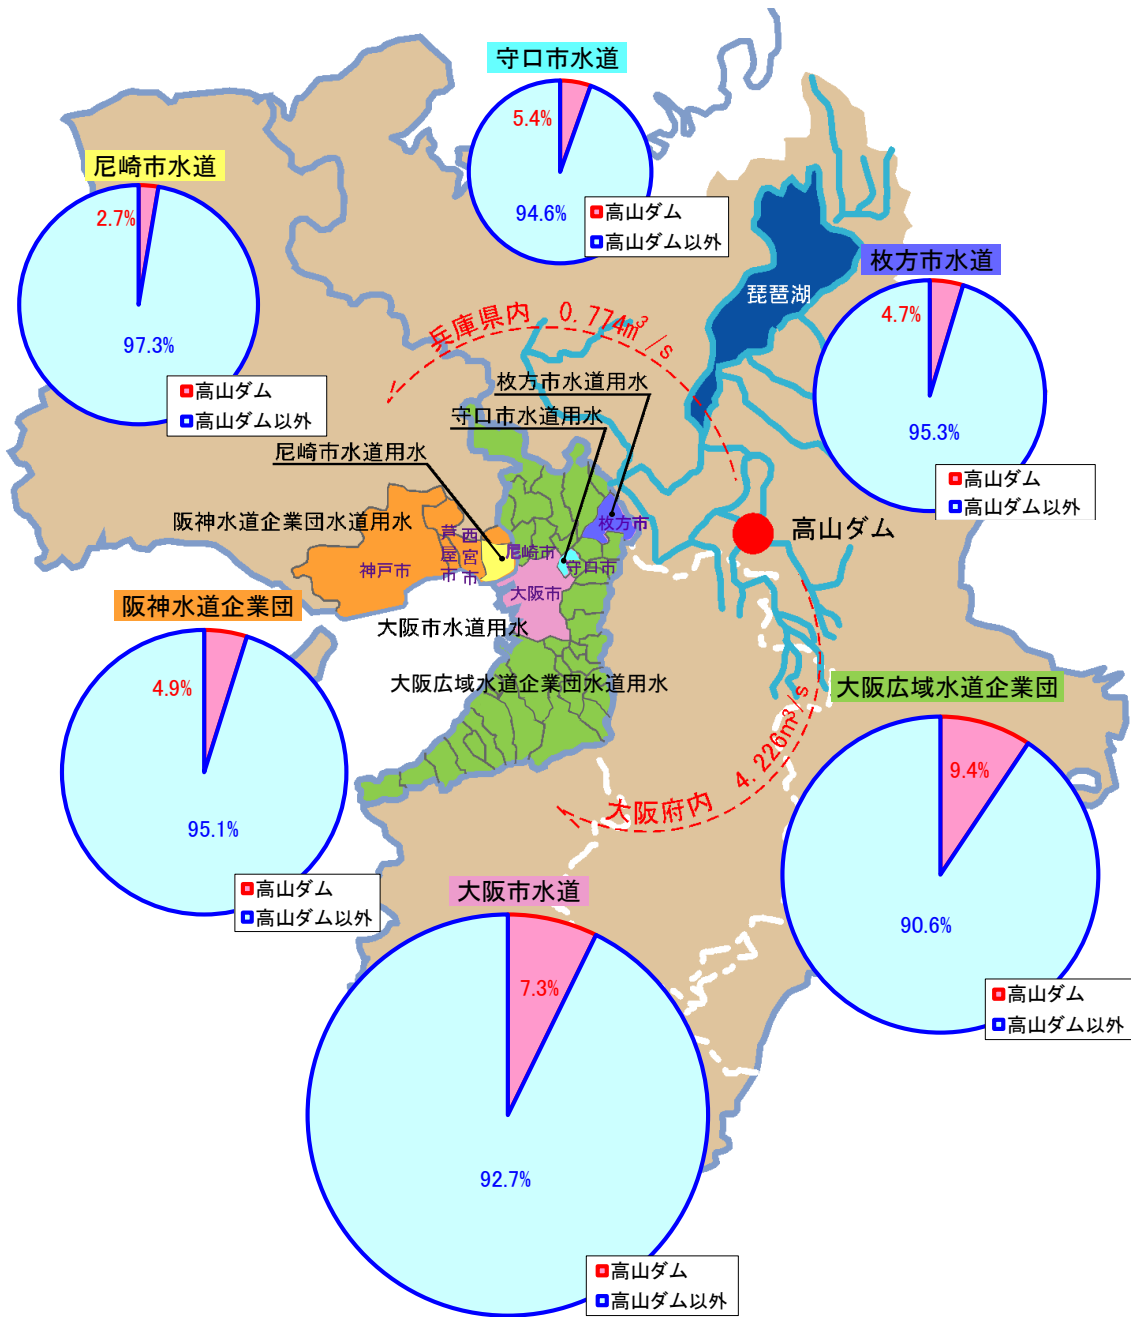 守口市水道
5.4%
94.6%
高山ダム
高山ダム以外
尼崎市水道
2.7%
97.3%
高山ダム
高山ダム以外
枚方市水道
4.7%
95.3%
高山ダム
高山ダム以外
琵琶湖
兵庫県内 0.774m³/s
枚方市水道用水
守口市水道用水
尼崎市水道用水
阪神水道企業団水道用水
神戸市
芦屋市
西宮市
尼崎市
守口市
枚方市
大阪市
高山ダム
大阪市水道用水
大阪広域水道企業団水道用水
大阪府内 4.226m³/s
阪神水道企業団
4.9%
95.1%
高山ダム
高山ダム以外
大阪広域水道企業団
9.4%
90.6%
高山ダム
高山ダム以外
大阪市水道
7.3%
92.7%
高山ダム
高山ダム以外